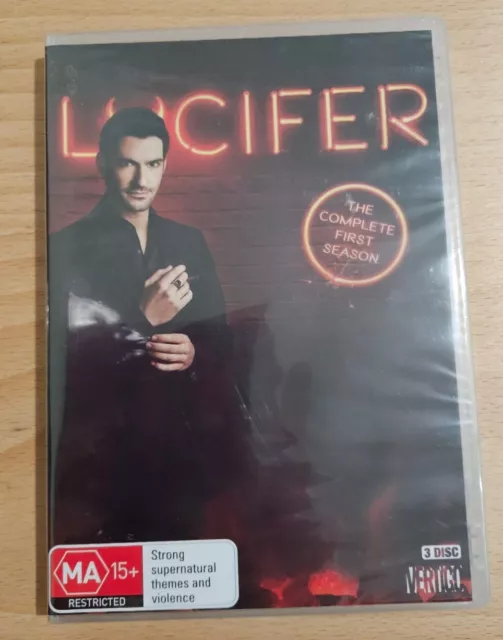 LUCIFER
THE
COMPLETE
FIRST
SEASON
3 DISC
VERTIGO
MA 15+
RESTRICTED
Strong
supernatural
themes and
violence